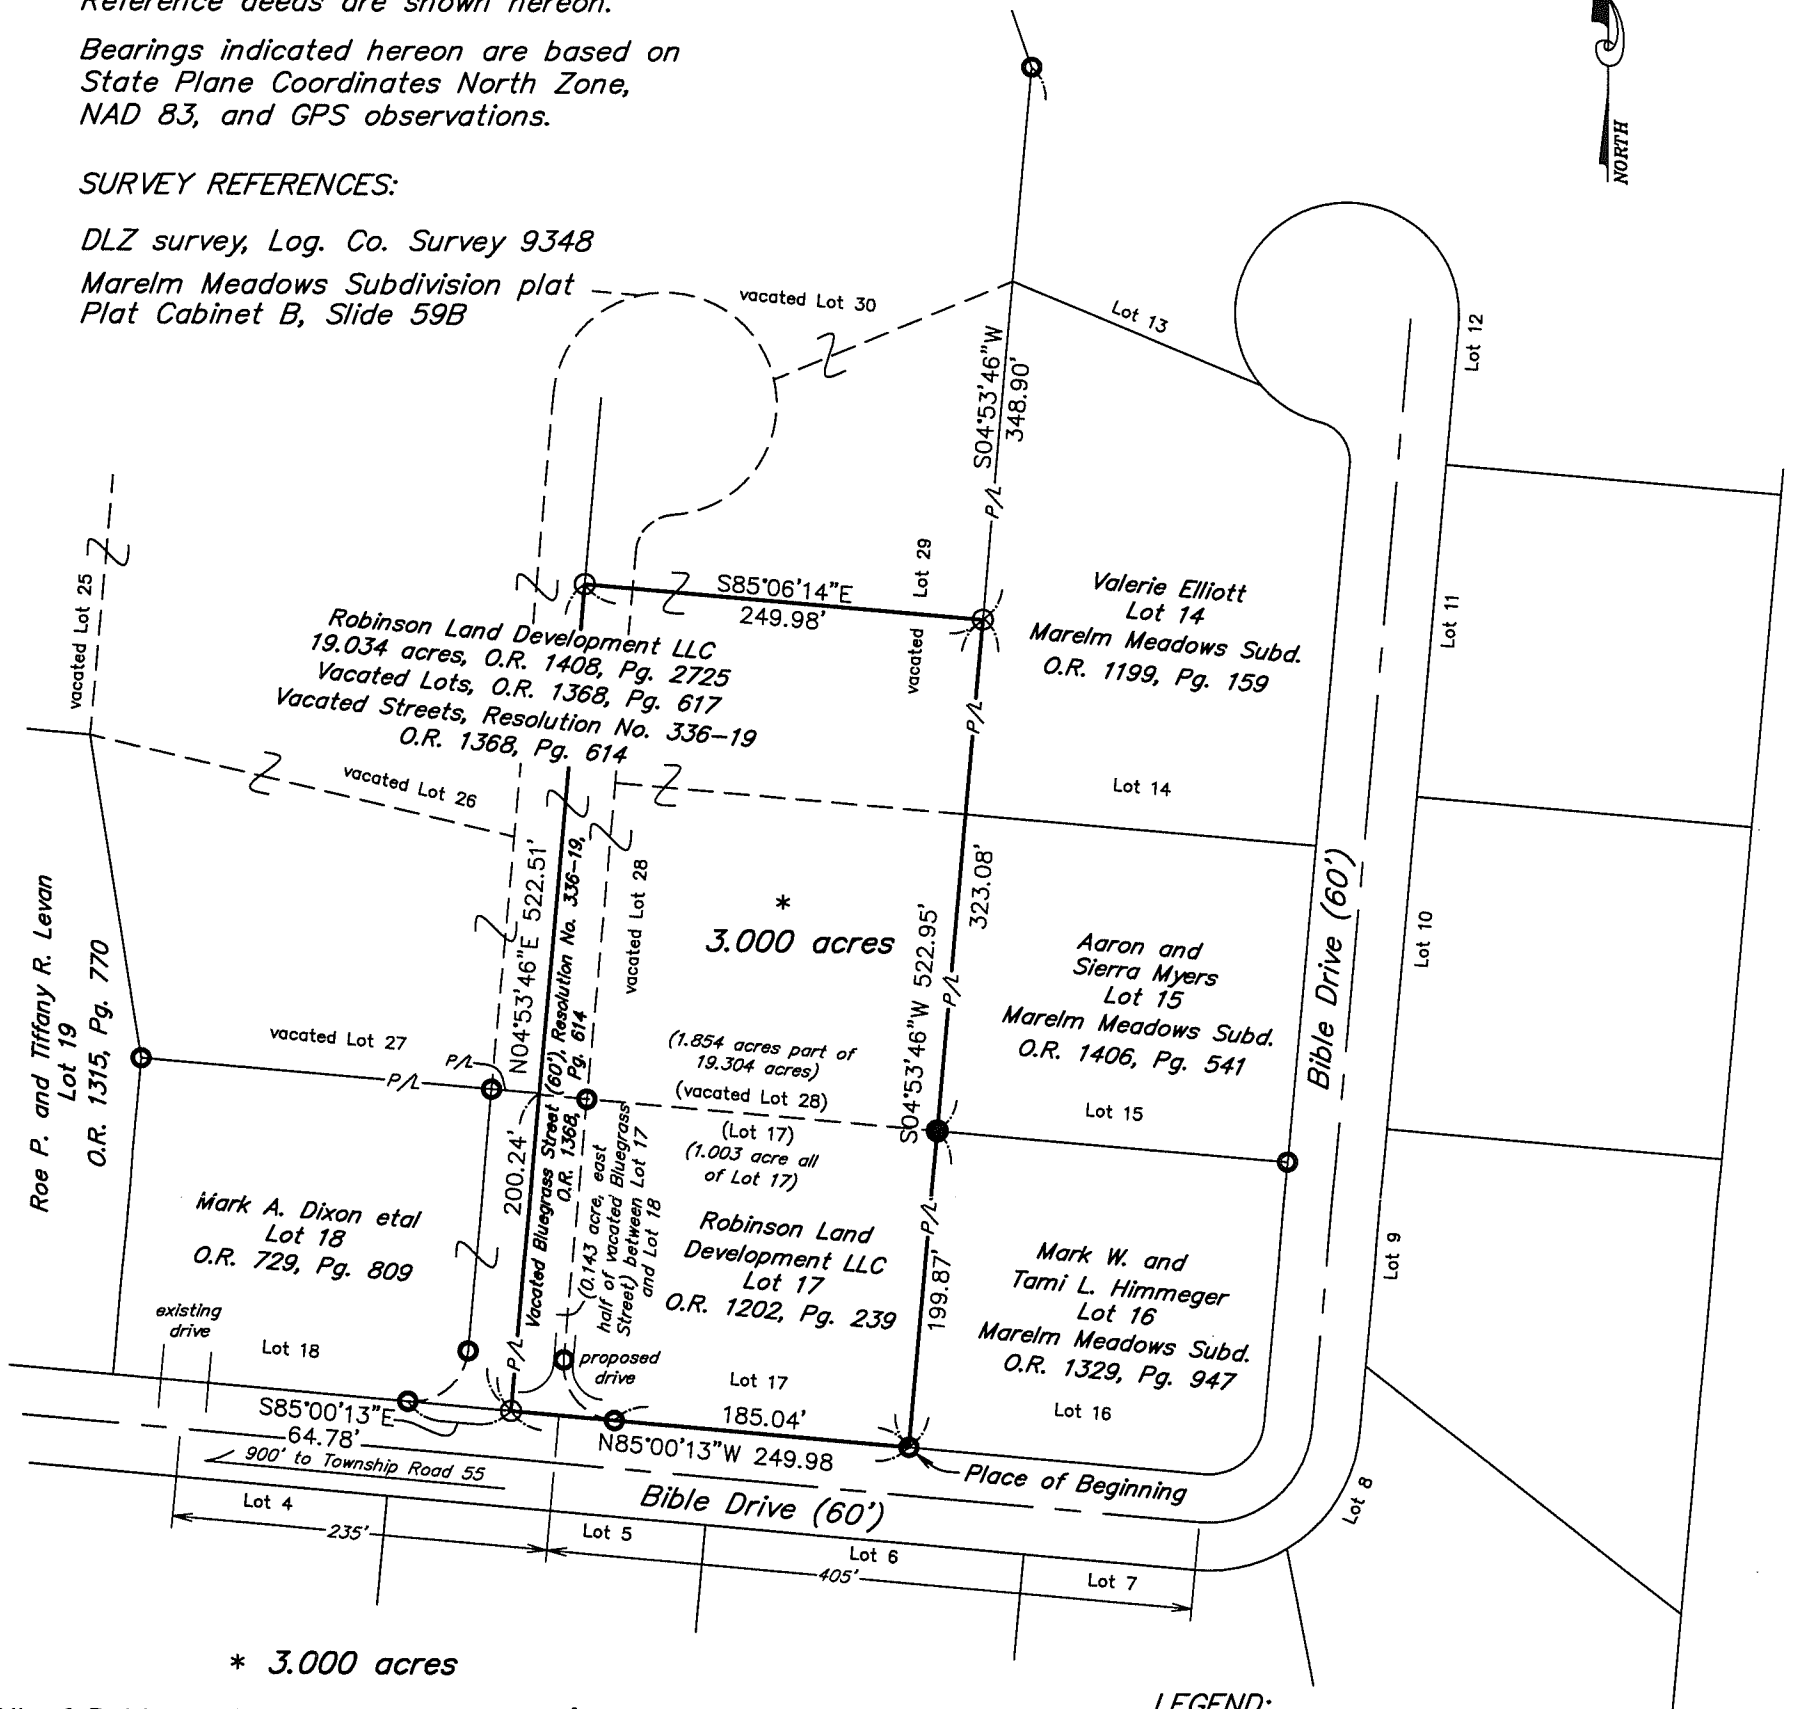 Reference deeds are shown hereon.
Bearings indicated hereon are based on
State Plane Coordinates North Zone,
NAD 83, and GPS observations.
SURVEY REFERENCES:
DLZ survey, Log. Co. Survey 9348
Marelm Meadows Subdivision plat
Plat Cabinet B, Slide 59B
NORTH
vacated Lot 30
Lot 13
Lot 12
S04°53'46"W
348.90'
P/L
vacated Lot 25
S85°06'14"E
249.98'
vacated Lot 29
Valerie Elliott
Lot 14
Marelm Meadows Subd.
O.R. 1199, Pg. 159
Lot 11
Robinson Land Development LLC
19.034 acres, O.R. 1408, Pg. 2725
Vacated Lots, O.R. 1368, Pg. 617
Vacated Streets, Resolution No. 336-19
O.R. 1368, Pg. 614
P/L
vacated Lot 26
Lot 14
N04°53'46"E 522.51'
Vacated Bluegrass Street (60'), Resolution No. 336-19,
O.R. 1368, Pg. 614
vacated Lot 28
*
3.000 acres
323.08'
S04°53'46"W 522.95'
P/L
Aaron and
Sierra Myers
Lot 15
Marelm Meadows Subd.
O.R. 1406, Pg. 541
Bible Drive (60')
Lot 10
Roe P. and Tiffany R. Levan
Lot 19
O.R. 1315, Pg. 770
vacated Lot 27
P/L
P/L
(1.854 acres part of
19.304 acres)
(vacated Lot 28)
(Lot 17)
(1.003 acre all
of Lot 17)
Lot 15
200.24'
(0.143 acre, east
half of vacated Bluegrass
Street) between Lot 17
and Lot 18
Mark A. Dixon etal
Lot 18
O.R. 729, Pg. 809
Robinson Land
Development LLC
Lot 17
O.R. 1202, Pg. 239
P/L
199.87'
Mark W. and
Tami L. Himmeger
Lot 16
Marelm Meadows Subd.
O.R. 1329, Pg. 947
Lot 9
existing
drive
Lot 18
P/L
proposed
drive
Lot 17
185.04'
Lot 16
S85°00'13"E
64.78'
N85°00'13"W 249.98
900' to Township Road 55
Place of Beginning
Bible Drive (60')
Lot 8
Lot 4
235'
Lot 5
Lot 6
405'
Lot 7
* 3.000 acres
LEGEND: